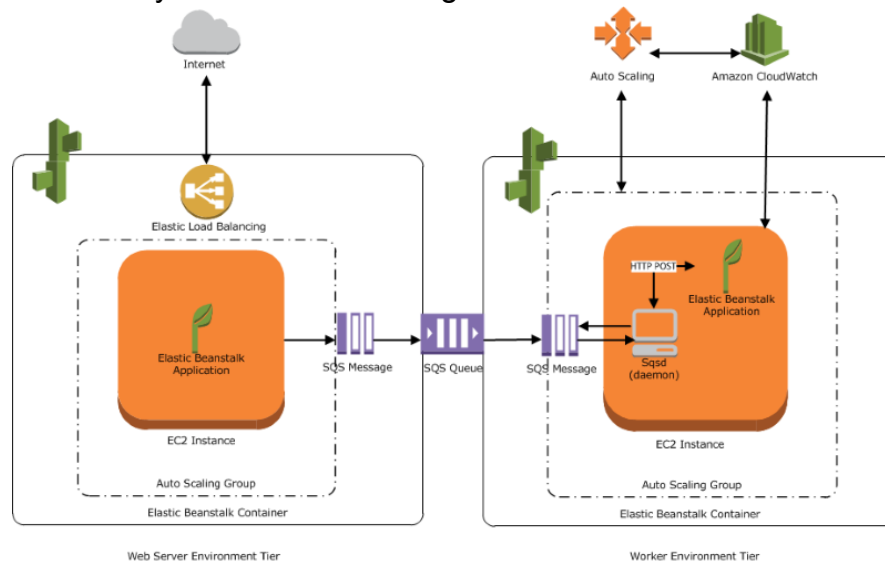 Internet
Auto Scaling
Amazon CloudWatch
Elastic Load Balancing
HTTP POST
Elastic Beanstalk
Application
Elastic Beanstalk
Application
SQS Message
SQS Queue
SQS Message
Sqsd
(daemon)
EC2 Instance
EC2 Instance
Auto Scaling Group
Auto Scaling Group
Elastic Beanstalk Container
Elastic Beanstalk Container
Web Server Environment Tier
Worker Environment Tier